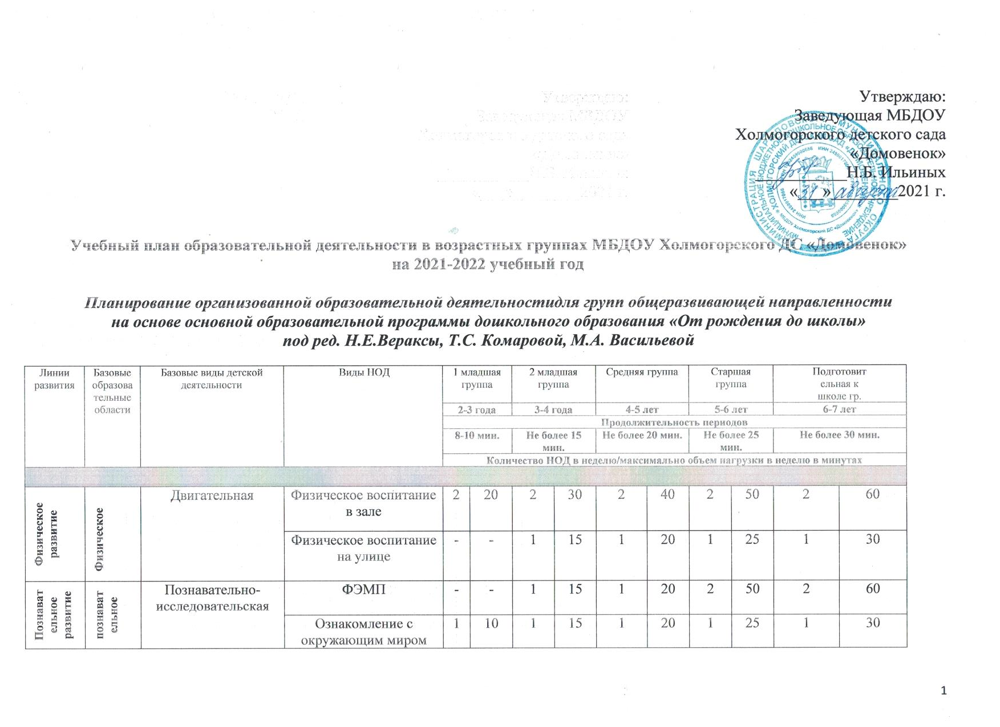 Утверждаю:
Заведующая МБДОУ
Холмогорского детского сада
«Домовенок»
Н.Б. Ильиных
«31» августа 2021 г.
Учебный план образовательной деятельности в возрастных группах МБДОУ Холмогорского ДС «Домовенок»
на 2021-2022 учебный год
Планирование организованной образовательной деятельностидля групп общеразвивающей направленности
на основе основной образовательной программы дошкольного образования «От рождения до школы»
под ред. Н.Е.Вераксы, Т.С. Комаровой, М.А. Васильевой
Линии
развития
Базовые
образова
тельные
области
Базовые виды детской
деятельности
Виды НОД
1 младшая
группа
2 младшая
группа
Средняя группа
Старшая
группа
Подготовит
ельная к
школе гр.
2-3 года 3-4 года 4-5 лет 5-6 лет 6-7 лет
Продолжительность периодов
8-10 мин.
Не более 15
мин.
Не более 20 мин.
Не более 25
мин.
Не более 30 мин.
Количество НОД в неделю/максимально объем нагрузки в неделю в минутах
Физическое
развитие
Физическое
Двигательная
Физическое воспитание
в зале
2 20 2 30 2 40 2 50 2 60
Физическое воспитание
на улице
- - 1 15 1 20 1 25 1 30
Познават
ельное
развитие
познават
ельное
Познавательно-
исследовательская
ФЭМП
- - 1 15 1 20 2 50 2 60
Ознакомление с
окружающим миром
1 10 1 15 1 20 1 25 1 30
1